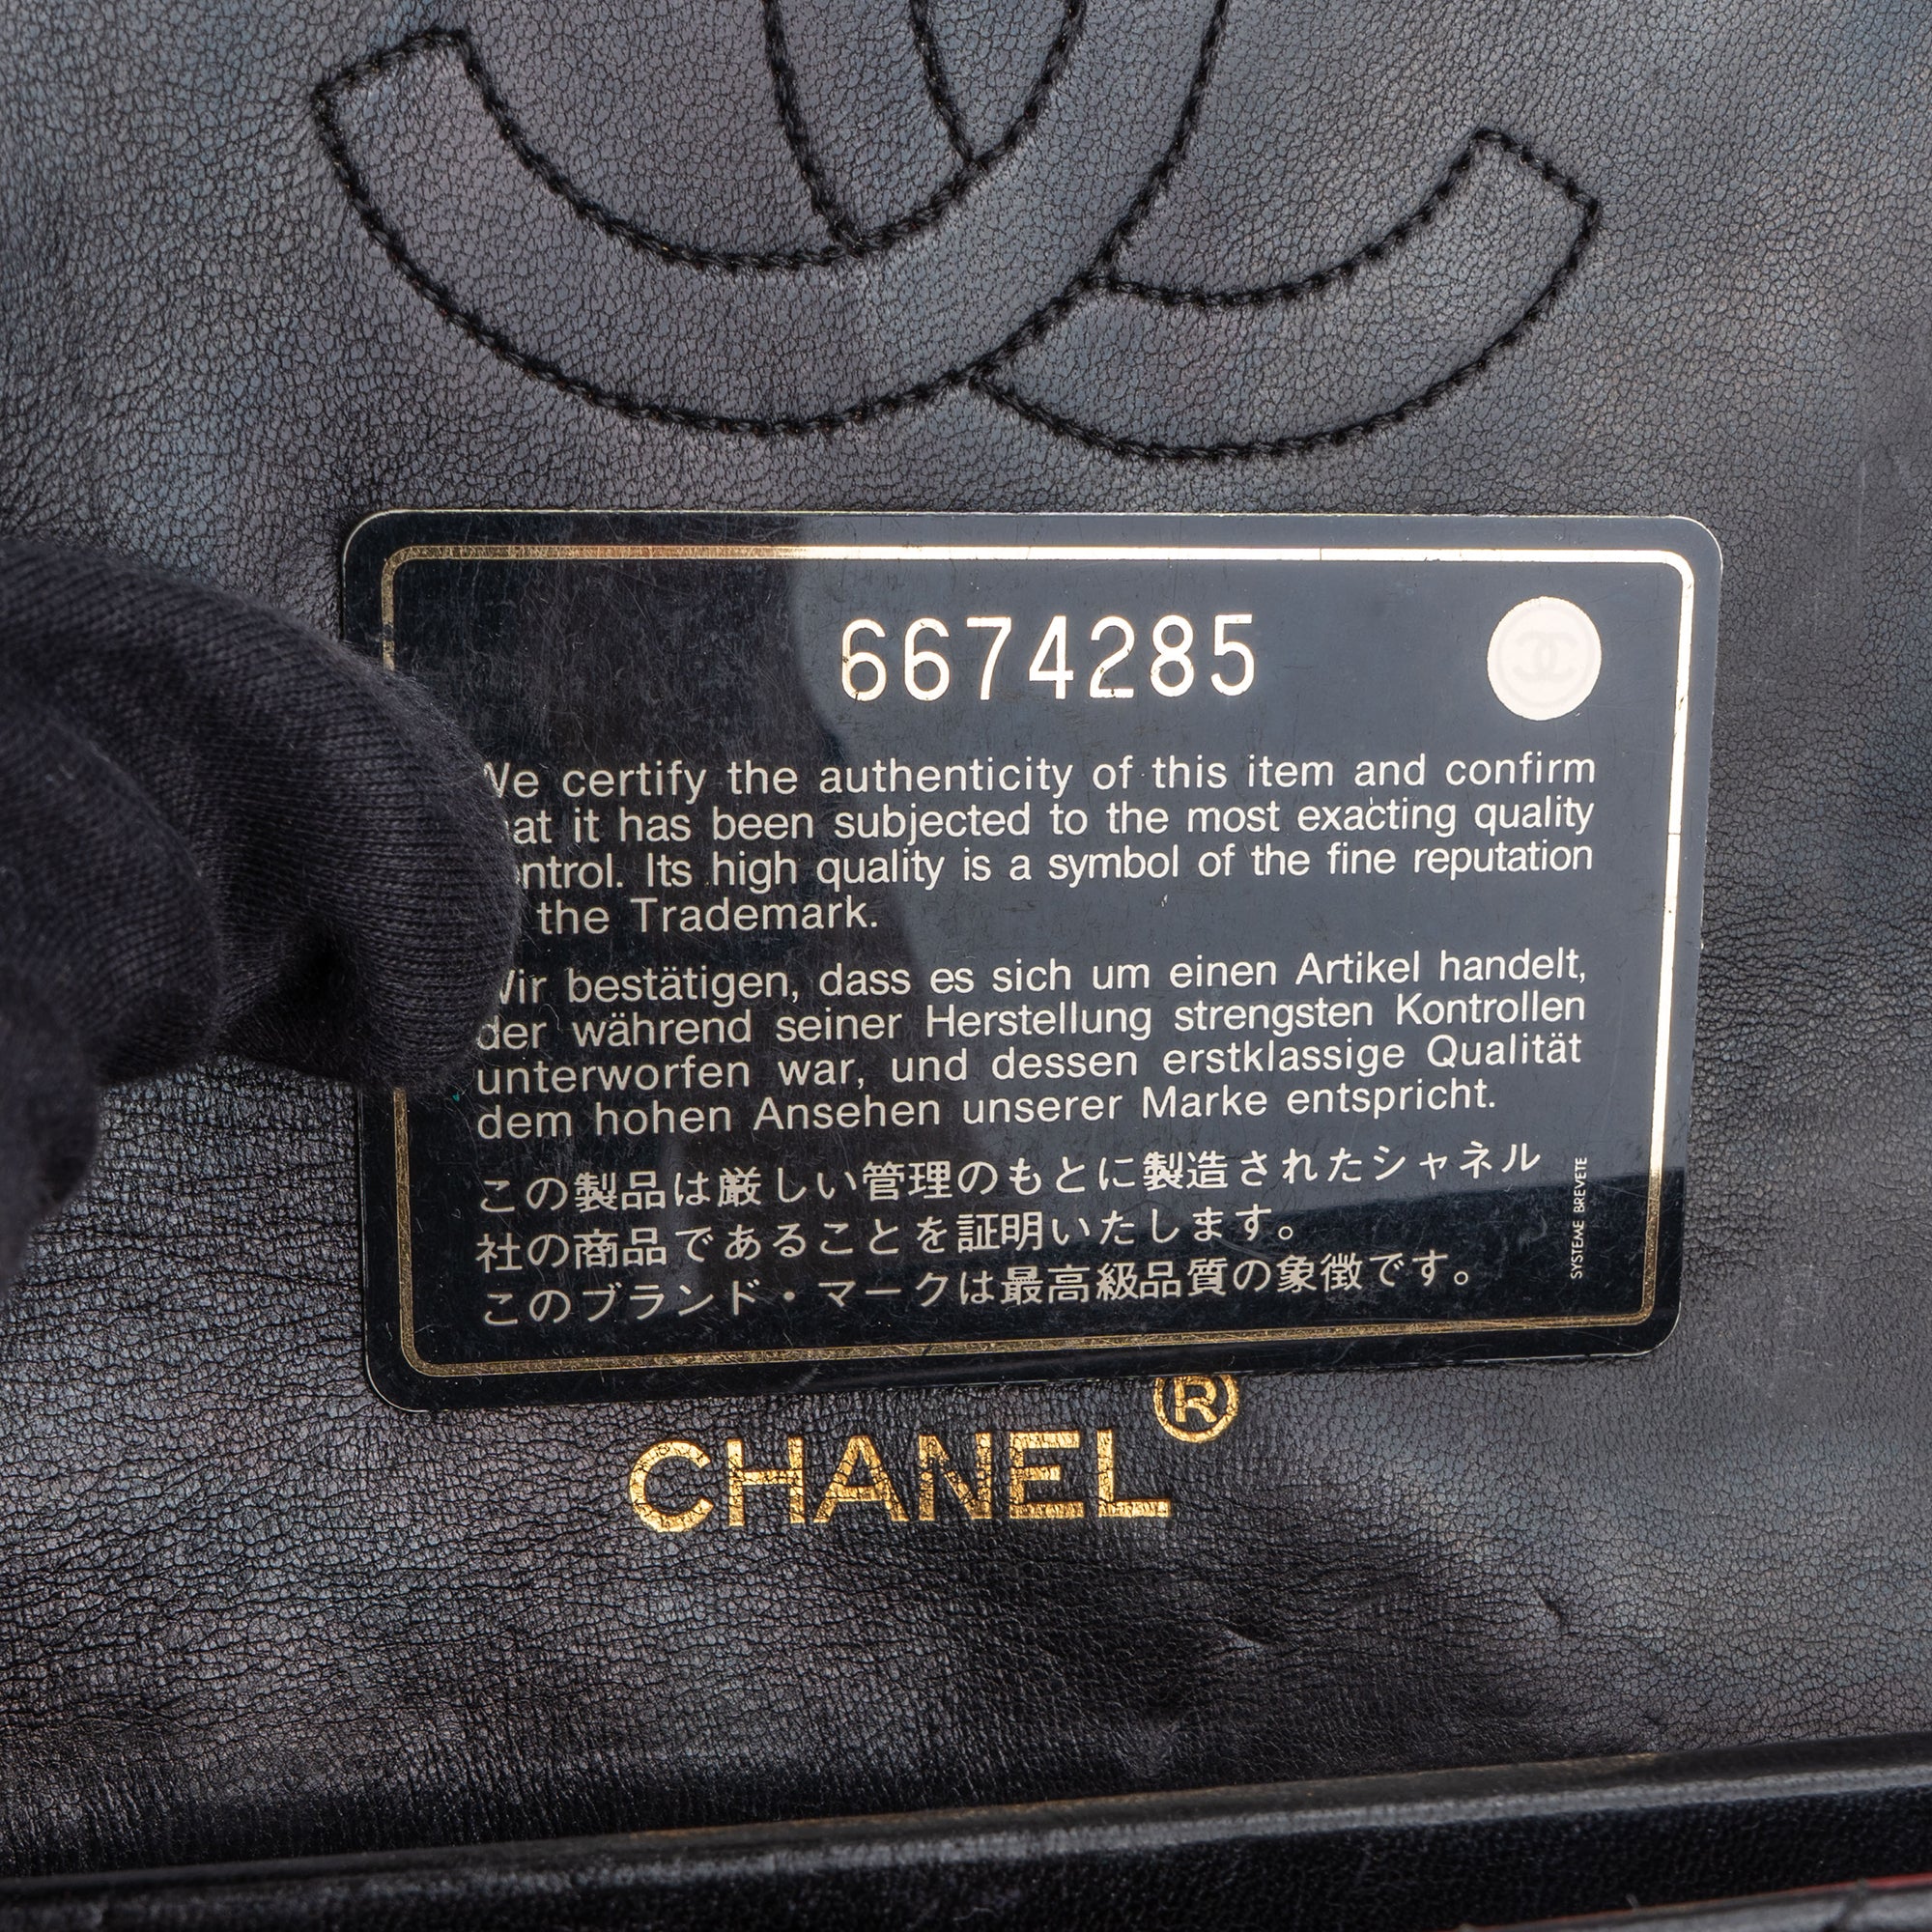 6674285
We certify the authenticity of this item and confirm
it has been subjected to the most exacting quality
Its high quality is a symbol of the fine reputation
the Trademark.
Wir bestätigen, dass es sich um einen Artikel handelt,
der während seiner Herstellung strengsten Kontrollen
unterworfen war, und dessen erstklassige Qualität
dem hohen Ansehen unserer Marke entspricht.
この製品は厳しい管理のもとに製造されたシャネル
社の商品であることを証明いたします。
このブランド・マークは最高級品質の象徴です。
SYSTEME BREVETE
CHANEL®